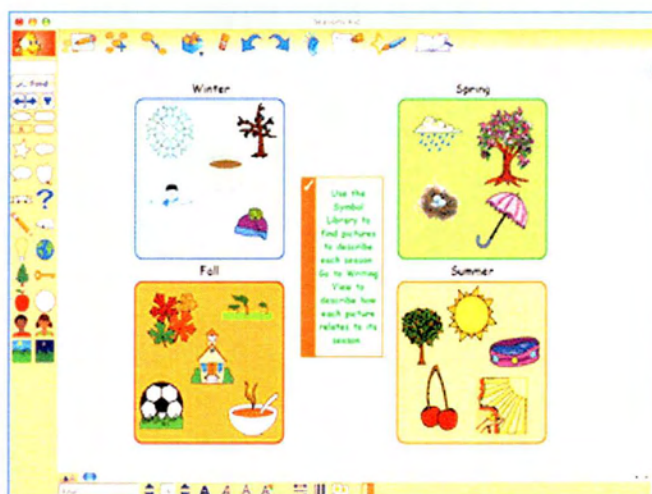 Winter
Spring
Use the
Symbol
Library to
find pictures
to describe
each season.
Go to Writing
View to
describe how
each picture
relates to its
season.
Fall
Summer